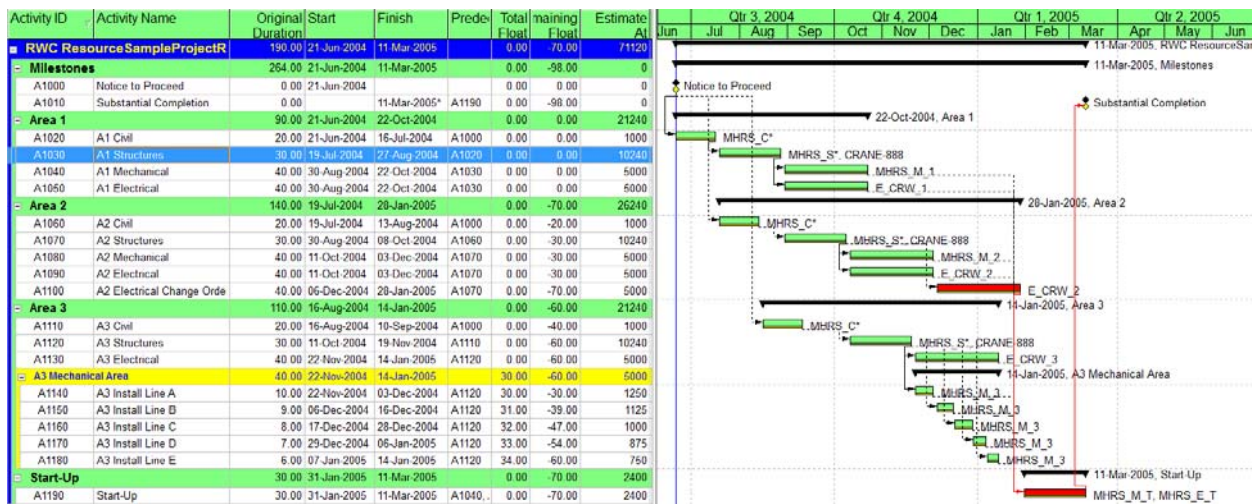 Activity ID Activity Name Original Duration Start Finish Predec Total Float maining Float Estimate At Qtr 3, 2004 Qtr 4, 2004 Qtr 1, 2005 Qtr 2, 2005
Jun Jul Aug Sep Oct Nov Dec Jan Feb Mar Apr May Jun
RWC ResourceSampleProjectR 190.00 21-Jun-2004 11-Mar-2005 0.00 -70.00 71120 11-Mar-2005, RWC ResourceSam
Milestones 264.00 21-Jun-2004 11-Mar-2005 0.00 -98.00 0 11-Mar-2005, Milestones
A1000 Notice to Proceed 0.00 21-Jun-2004 0.00 0.00 0 Notice to Proceed
A1010 Substantial Completion 0.00 11-Mar-2005* A1190 0.00 -98.00 0 Substantial Completion
Area 1 90.00 21-Jun-2004 22-Oct-2004 0.00 0.00 21240 22-Oct-2004, Area 1
A1020 A1 Civil 20.00 21-Jun-2004 16-Jul-2004 A1000 0.00 0.00 1000 MHRS_C*
A1030 A1 Structures 30.00 19-Jul-2004 27-Aug-2004 A1020 0.00 0.00 10240 MHRS_S*, CRANE-888
A1040 A1 Mechanical 40.00 30-Aug-2004 22-Oct-2004 A1030 0.00 0.00 5000 MHRS_M_1
A1050 A1 Electrical 40.00 30-Aug-2004 22-Oct-2004 A1030 0.00 0.00 5000 E_CRW_1
Area 2 140.00 19-Jul-2004 28-Jan-2005 0.00 -70.00 26240 28-Jan-2005, Area 2
A1060 A2 Civil 20.00 19-Jul-2004 13-Aug-2004 A1000 0.00 -20.00 1000 MHRS_C*
A1070 A2 Structures 30.00 30-Aug-2004 08-Oct-2004 A1060 0.00 -30.00 10240 MHRS_S*, CRANE-888
A1080 A2 Mechanical 40.00 11-Oct-2004 03-Dec-2004 A1070 0.00 -30.00 5000 MHRS_M_2
A1090 A2 Electrical 40.00 11-Oct-2004 03-Dec-2004 A1070 0.00 -30.00 5000 E_CRW_2
A1100 A2 Electrical Change Orde 40.00 06-Dec-2004 28-Jan-2005 A1070 0.00 -70.00 5000 E_CRW_2
Area 3 110.00 16-Aug-2004 14-Jan-2005 0.00 -60.00 21240 14-Jan-2005, Area 3
A1110 A3 Civil 20.00 16-Aug-2004 10-Sep-2004 A1000 0.00 -40.00 1000 MHRS_C*
A1120 A3 Structures 30.00 11-Oct-2004 19-Nov-2004 A1110 0.00 -60.00 10240 MHRS_S*, CRANE-888
A1130 A3 Electrical 40.00 22-Nov-2004 14-Jan-2005 A1120 0.00 -60.00 5000 E_CRW_3
A3 Mechanical Area 40.00 22-Nov-2004 14-Jan-2005 30.00 -60.00 5000 14-Jan-2005, A3 Mechanical Area
A1140 A3 Install Line A 10.00 22-Nov-2004 03-Dec-2004 A1120 30.00 -30.00 1250 MHRS_M_3
A1150 A3 Install Line B 9.00 06-Dec-2004 16-Dec-2004 A1120 31.00 -39.00 1125 MHRS_M_3
A1160 A3 Install Line C 8.00 17-Dec-2004 28-Dec-2004 A1120 32.00 -47.00 1000 MHRS_M_3
A1170 A3 Install Line D 7.00 29-Dec-2004 06-Jan-2005 A1120 33.00 -54.00 875 MHRS_M_3
A1180 A3 Install Line E 6.00 07-Jan-2005 14-Jan-2005 A1120 34.00 -60.00 750 MHRS_M_3
Start-Up 30.00 31-Jan-2005 11-Mar-2005 0.00 -70.00 2400 11-Mar-2005, Start-Up
A1190 Start-Up 30.00 31-Jan-2005 11-Mar-2005 A1040, 0.00 -70.00 2400 MHRS_M_T, MHRS_E_T